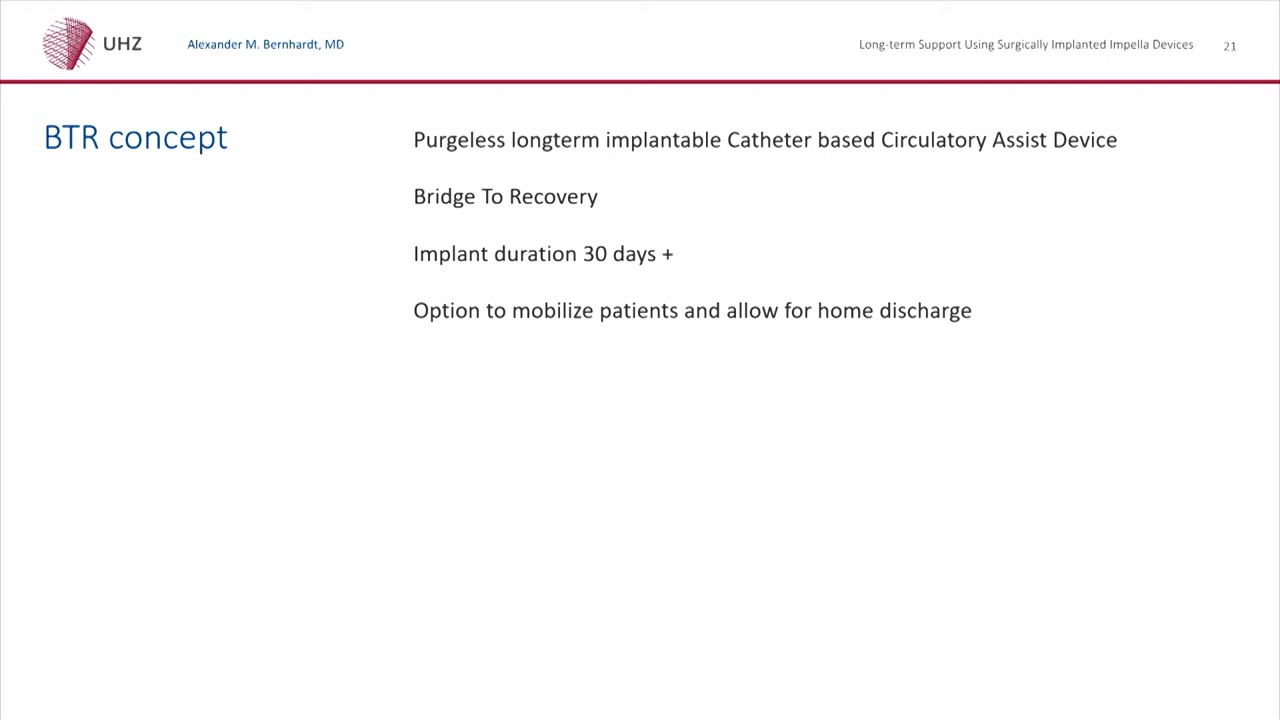 UHZ
Alexander M. Bernhardt, MD
Long-term Support Using Surgically Implanted Impella Devices
21
BTR concept
Purgeless longterm implantable Catheter based Circulatory Assist Device
Bridge To Recovery
Implant duration 30 days +
Option to mobilize patients and allow for home discharge